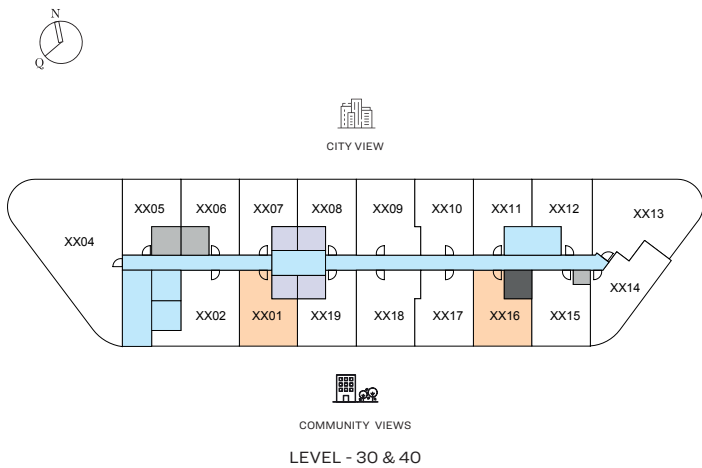 N
Q
CITY VIEW
XX05 XX06 XX07 XX08 XX09 XX10 XX11 XX12
XX13
XX04
XX14
XX02 XX01 XX19 XX18 XX17 XX16 XX15
COMMUNITY VIEWS
LEVEL - 30 & 40